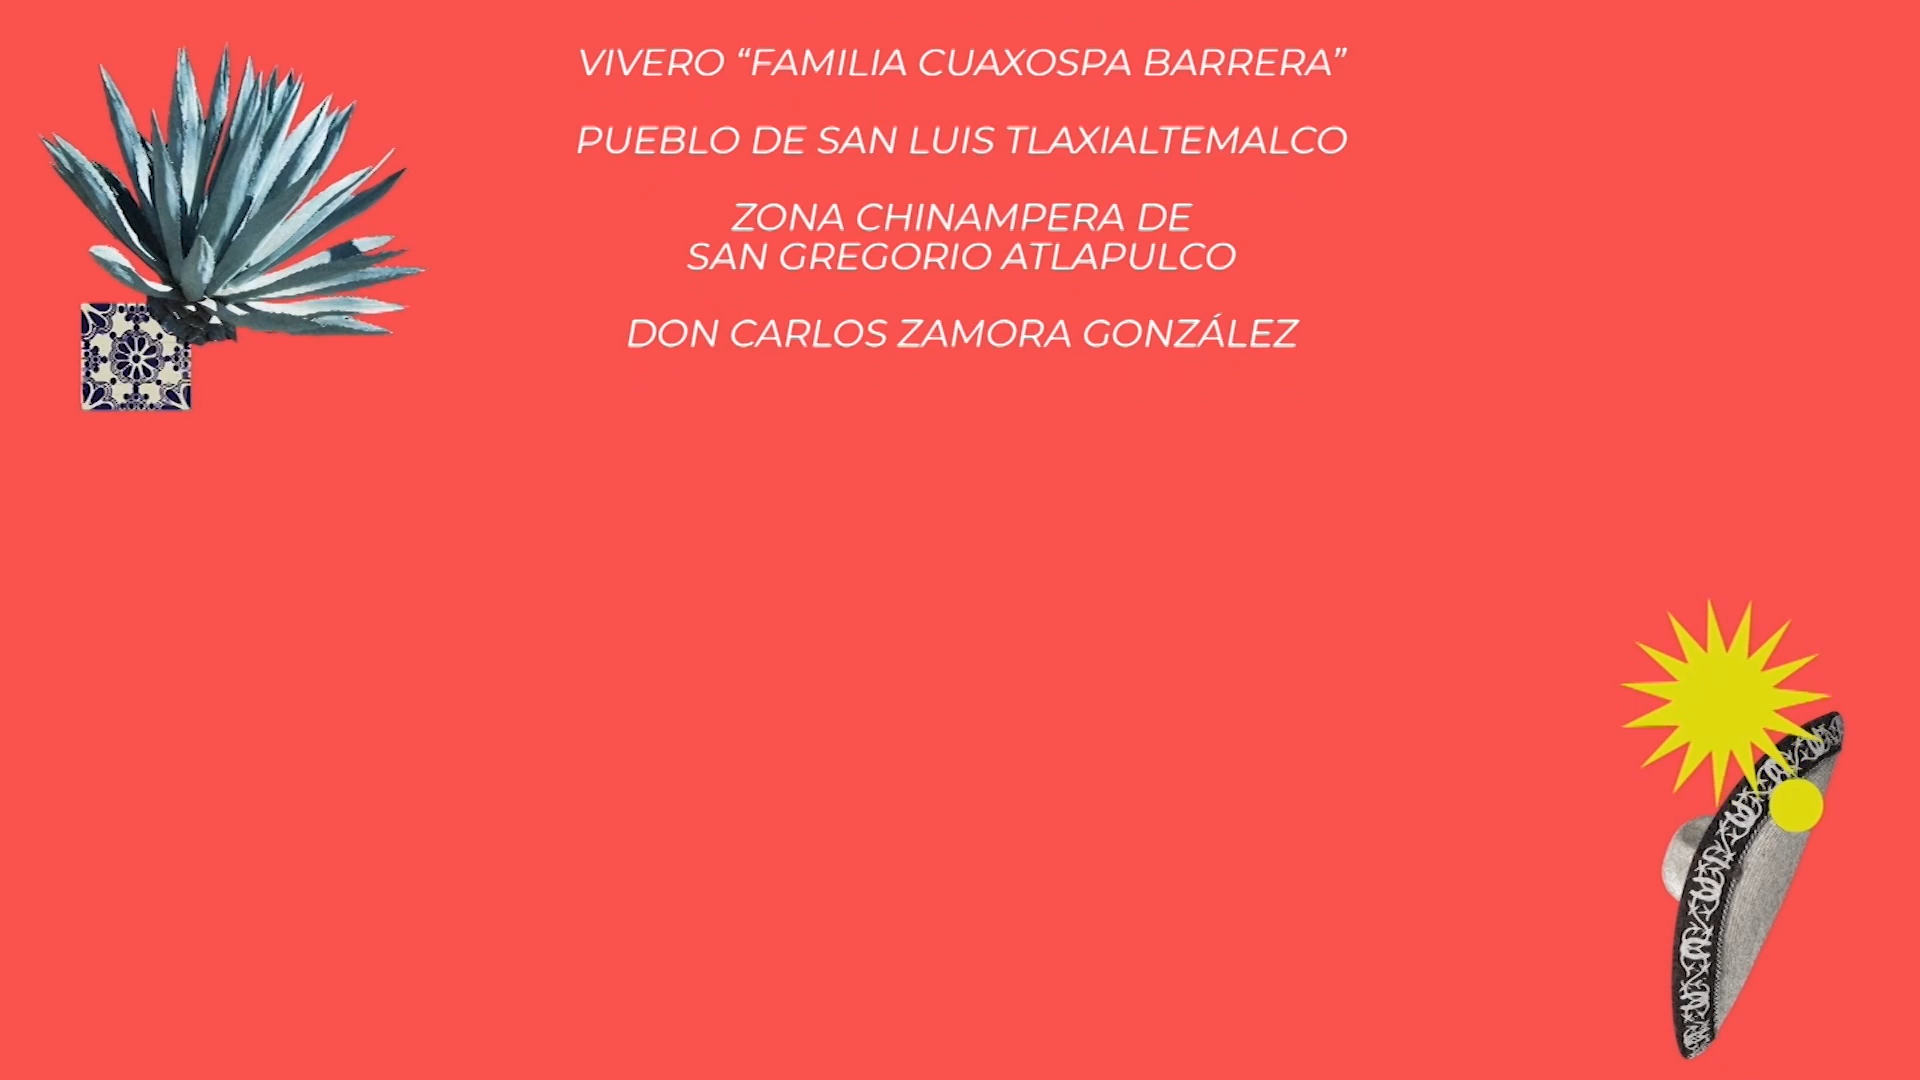 VIVERO “FAMILIA CUAXOSPA BARRERA”
PUEBLO DE SAN LUIS TLAXIALTEMALCO
ZONA CHINAMPERA DE
SAN GREGORIO ATLAPULCO
DON CARLOS ZAMORA GONZÁLEZ